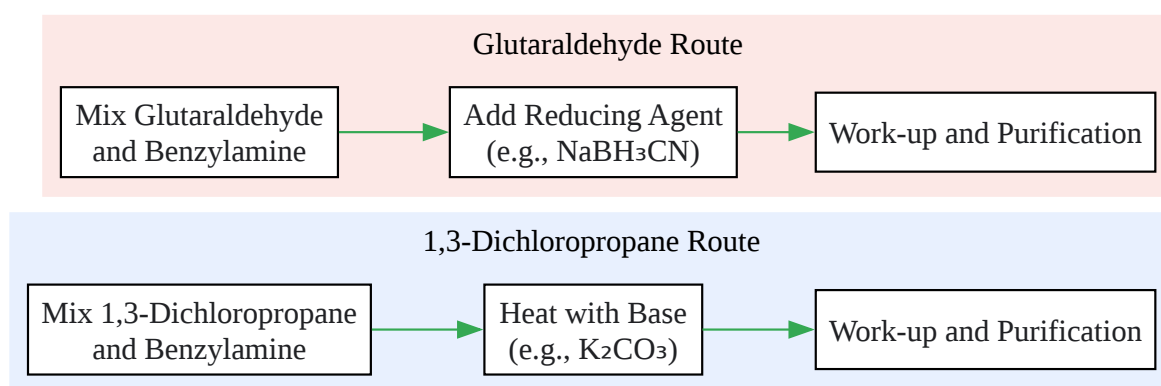 Glutaraldehyde Route
Mix Glutaraldehyde
and Benzylamine
Add Reducing Agent
(e.g., NaBH₃CN)
Work-up and Purification
1,3-Dichloropropane Route
Mix 1,3-Dichloropropane
and Benzylamine
Heat with Base
(e.g., K₂CO₃)
Work-up and Purification